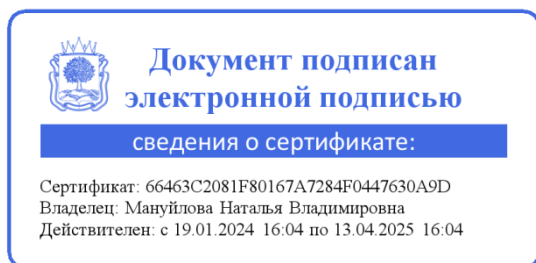 Документ подписан
электронной подписью
сведения о сертификате:
Сертификат: 66463C2081F80167A7284F0447630A9D
Владелец: Мануйлова Наталья Владимировна
Действителен: с 19.01.2024 16:04 по 13.04.2025 16:04